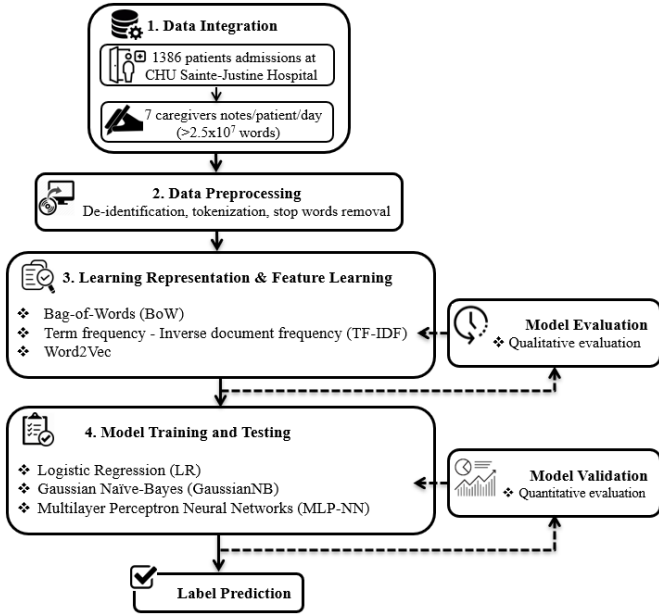 1. Data Integration
1386 patients admissions at
CHU Sainte-Justine Hospital
7 caregivers notes/patient/day
(>2.5x10⁷ words)
2. Data Preprocessing
De-identification, tokenization, stop words removal
3. Learning Representation & Feature Learning
❖ Bag-of-Words (BoW)
❖ Term frequency - Inverse document frequency (TF-IDF)
❖ Word2Vec
Model Evaluation
❖ Qualitative evaluation
4. Model Training and Testing
❖ Logistic Regression (LR)
❖ Gaussian Naïve-Bayes (GaussianNB)
❖ Multilayer Perceptron Neural Networks (MLP-NN)
Model Validation
❖ Quantitative evaluation
Label Prediction